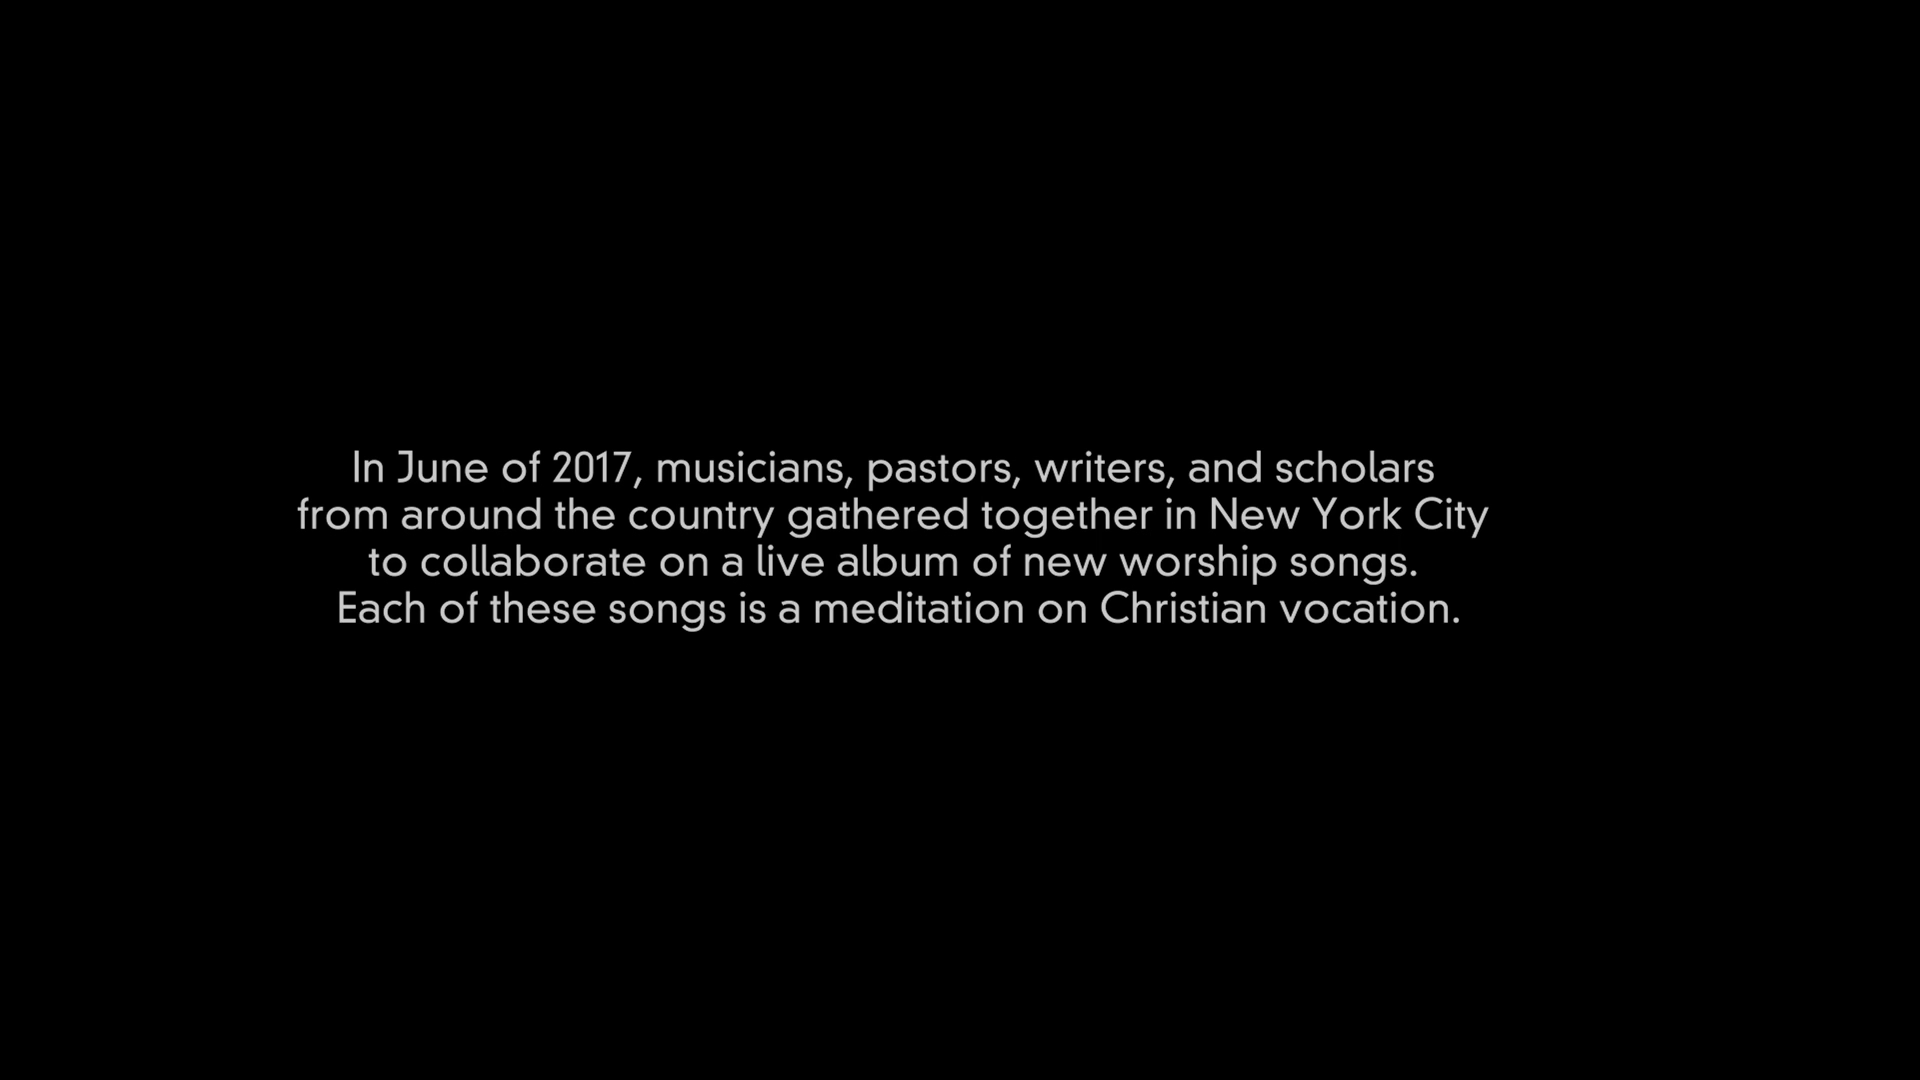 In June of 2017, musicians, pastors, writers, and scholars
from around the country gathered together in New York City
to collaborate on a live album of new worship songs.
Each of these songs is a meditation on Christian vocation.